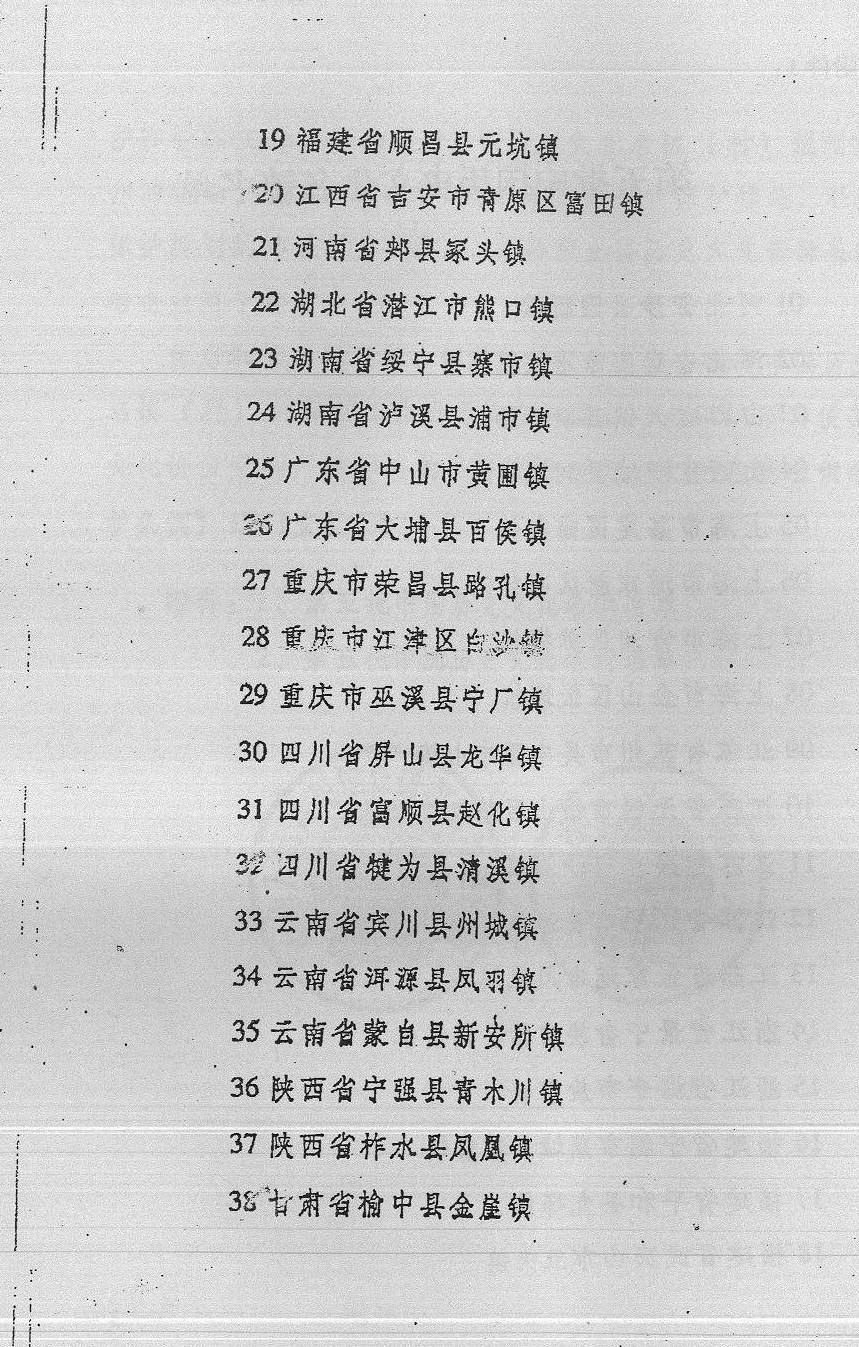 19 福建省顺昌县元坑镇
20 江西省吉安市青原区富田镇
21 河南省郏县冢头镇
22 湖北省潜江市熊口镇
23 湖南省绥宁县寨市镇
24 湖南省泸溪县浦市镇
25 广东省中山市黄圃镇
26 广东省大埔县百侯镇
27 重庆市荣昌县路孔镇
28 重庆市江津区白沙镇
29 重庆市巫溪县宁厂镇
30 四川省屏山县龙华镇
31 四川省富顺县赵化镇
32 四川省犍为县清溪镇
33 云南省宾川县州城镇
34 云南省洱源县凤羽镇
35 云南省蒙自县新安所镇
36 陕西省宁强县青木川镇
37 陕西省柞水县凤凰镇
38 甘肃省榆中县金崖镇